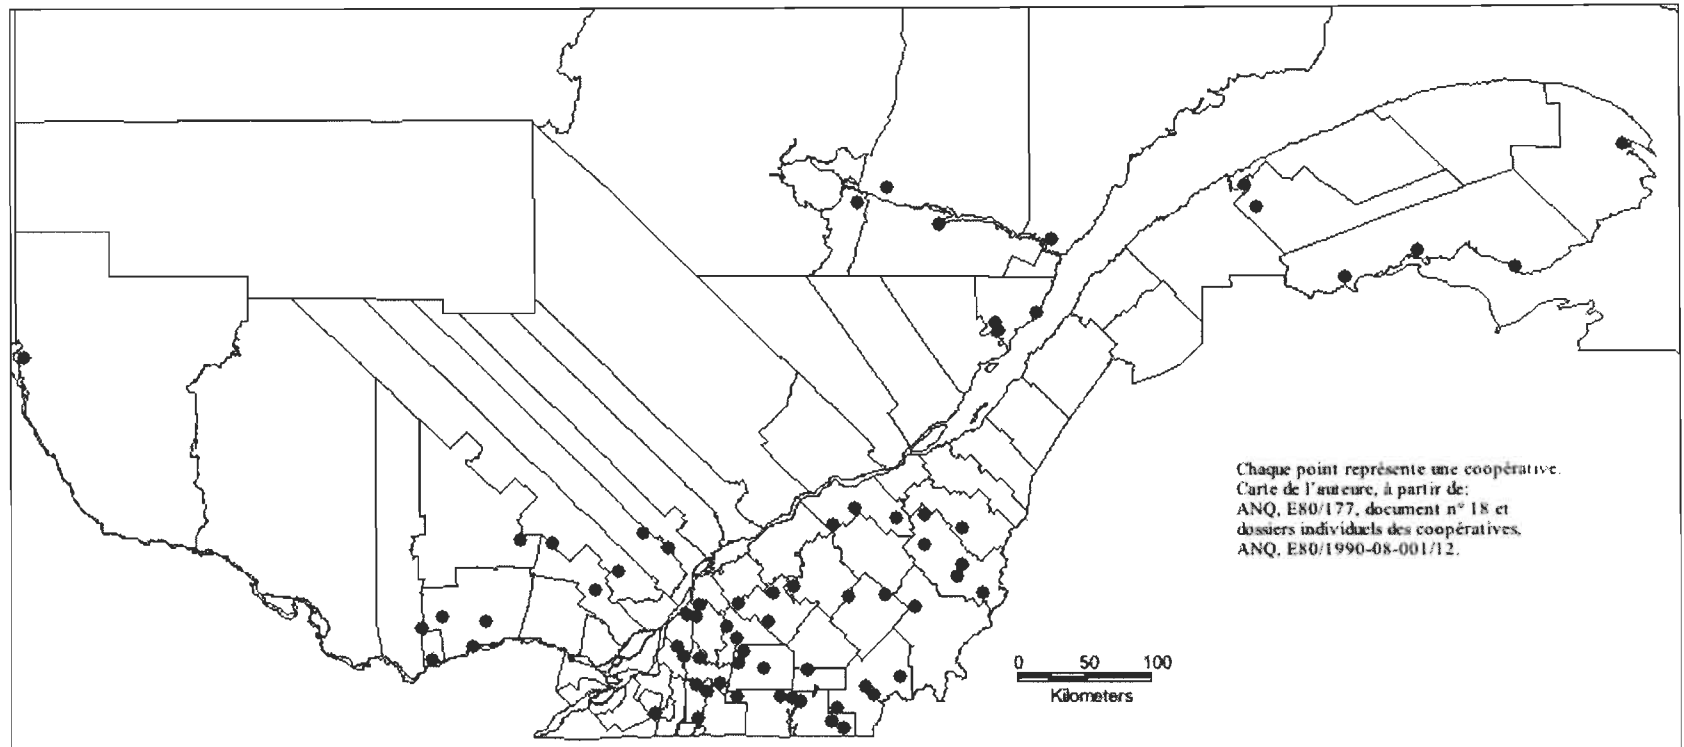 Chaque point représente une coopérative.
Carte de l'auteure, à partir de:
ANQ, E80/177, document n° 18 et
dossiers individuels des coopératives,
ANQ, E80/1990-08-001/12.
0 50 100
Kilometers